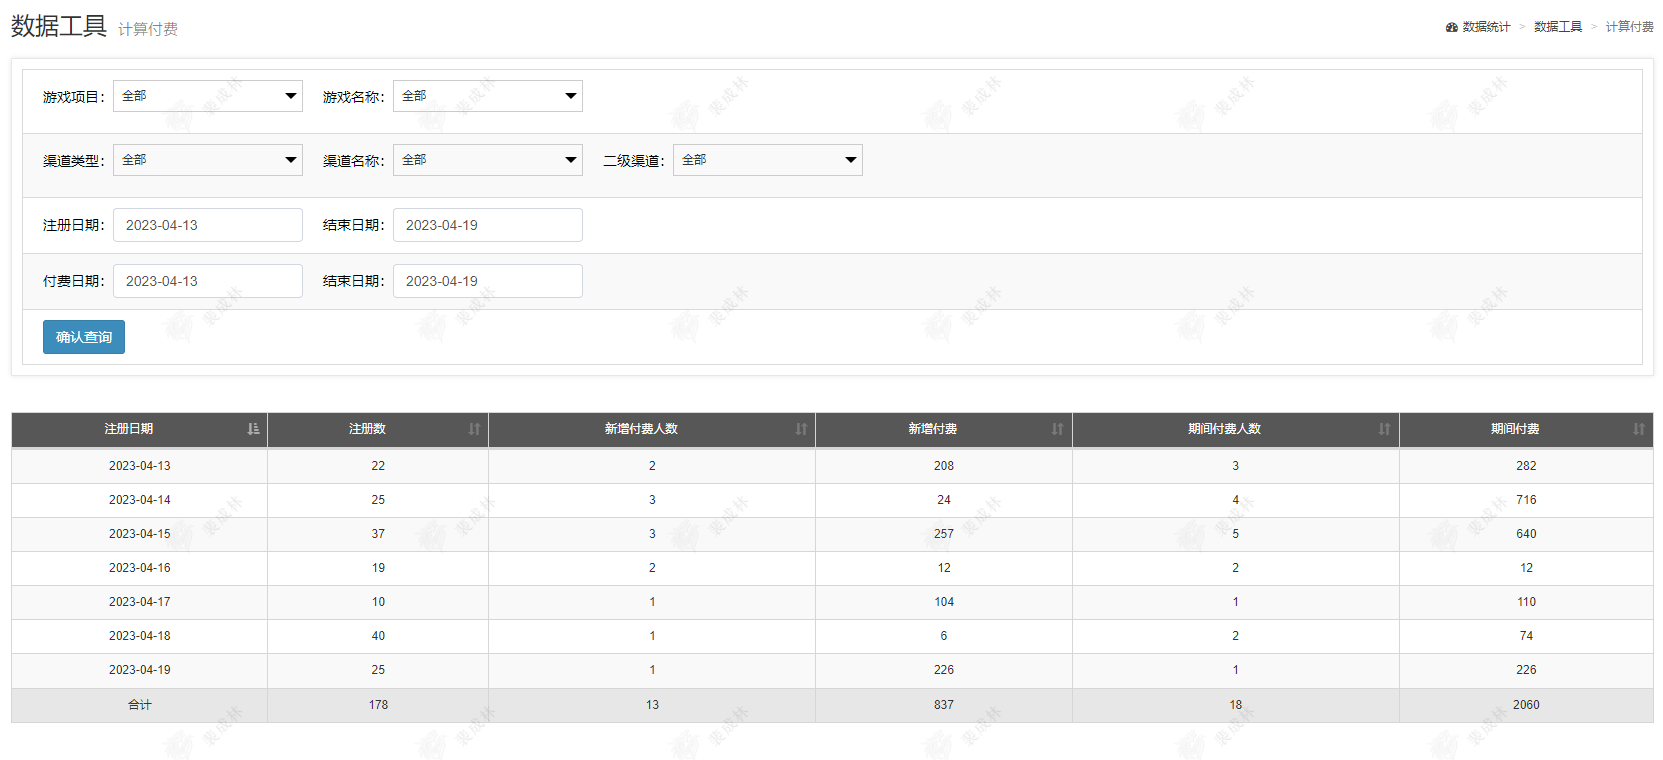 数据工具 计算付费
数据统计 > 数据工具 > 计算付费
游戏项目： 全部 游戏名称： 全部
渠道类型： 全部 渠道名称： 全部 二级渠道： 全部
注册日期： 2023-04-13 结束日期： 2023-04-19
付费日期： 2023-04-13 结束日期： 2023-04-19
确认查询
注册日期 注册数 新增付费人数 新增付费 期间付费人数 期间付费
2023-04-13 22 2 208 3 282
2023-04-14 25 3 24 4 716
2023-04-15 37 3 257 5 640
2023-04-16 19 2 12 2 12
2023-04-17 10 1 104 1 110
2023-04-18 40 1 6 2 74
2023-04-19 25 1 226 1 226
合计 178 13 837 18 2060